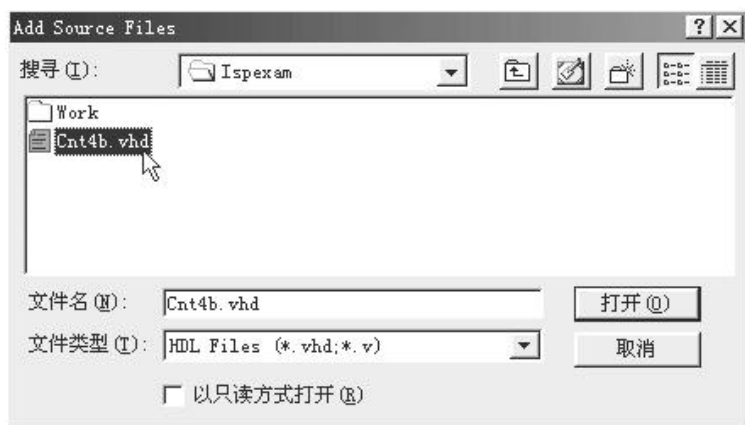 Add Source Files
搜寻(I): Ispexam
Work
Cnt4b.vhd
文件名(N): Cnt4b.vhd 打开(O)
文件类型(T): HDL Files (*.vhd;*.v) 取消
以只读方式打开(R)